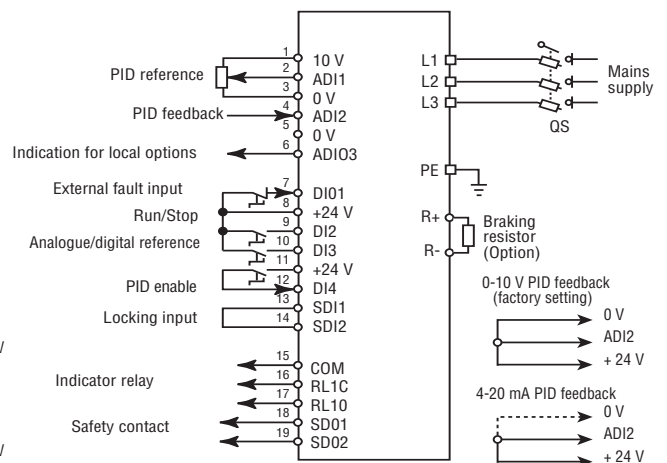 PID reference
PID feedback
Indication for local options
External fault input
Run/Stop
Analogue/digital reference
PID enable
Locking input
Indicator relay
Safety contact
1 10 V
2 ADI1
3 0 V
4 ADI2
5 0 V
6 ADIO3
7 DI01
8 +24 V
9 DI2
10 DI3
11 +24 V
12 DI4
13 SDI1
14 SDI2
15 COM
16 RL1C
17 RL10
18 SD01
19 SD02
L1
L2
L3
QS
Mains
supply
PE
R+
R-
Braking
resistor
(Option)
0-10 V PID feedback
(factory setting)
0 V
ADI2
+ 24 V
4-20 mA PID feedback
0 V
ADI2
+ 24 V